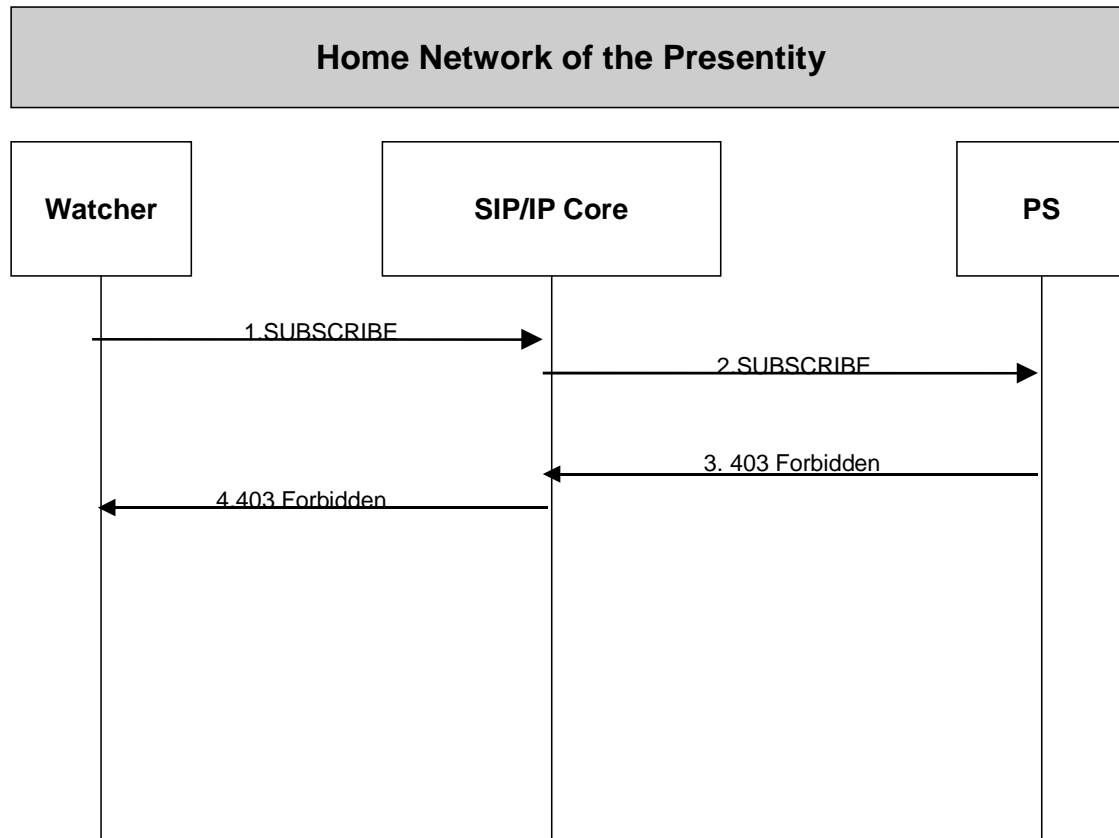 Home Network of the Presentity
Watcher
SIP/IP Core
PS
1.SUBSCRIBE
2.SUBSCRIBE
3. 403 Forbidden
4.403 Forbidden